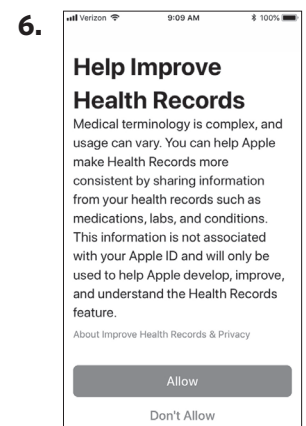 6.
Verizon 9:09 AM 100%
Help Improve
Health Records
Medical terminology is complex, and
usage can vary. You can help Apple
make Health Records more
consistent by sharing information
from your health records such as
medications, labs, and conditions.
This information is not associated
with your Apple ID and will only be
used to help Apple develop, improve,
and understand the Health Records
feature.
About Improve Health Records & Privacy
Allow
Don't Allow